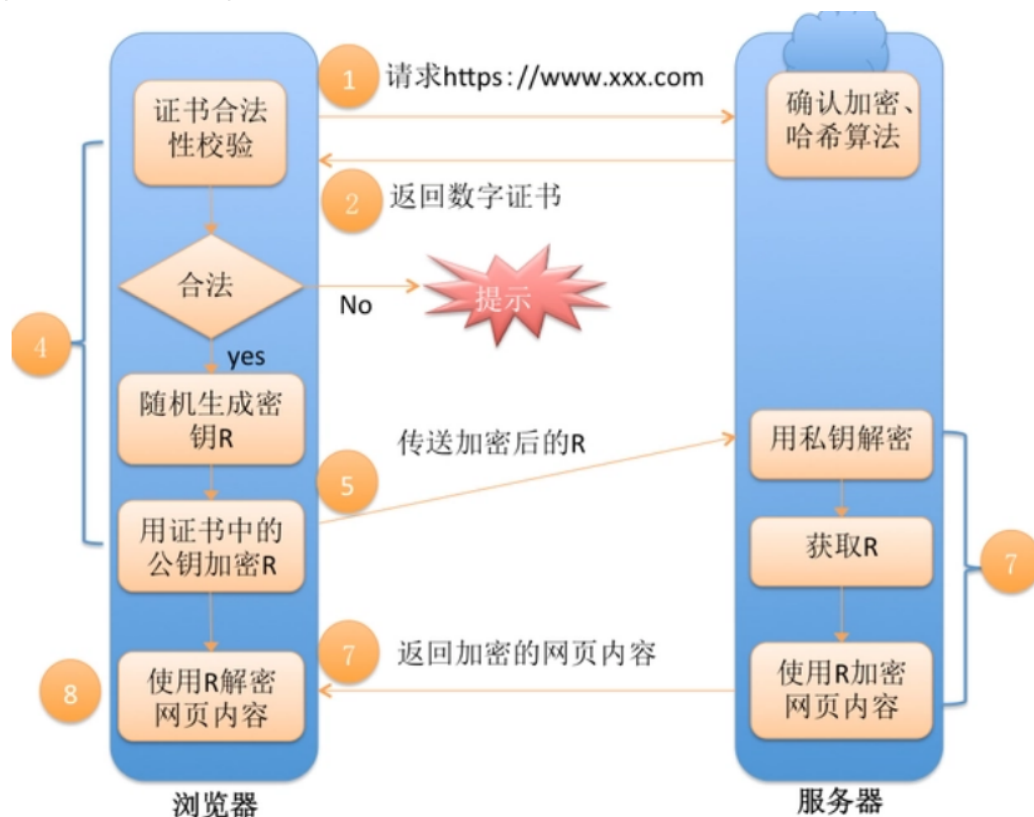 1
请求https://www.xxx.com
证书合法
性校验
确认加密、
哈希算法
2
返回数字证书
合法
No
提示
4
yes
随机生成密
钥R
传送加密后的R
用私钥解密
5
用证书中的
公钥加密R
获取R
7
7
返回加密的网页内容
8
使用R解密
网页内容
使用R加密
网页内容
浏览器
服务器